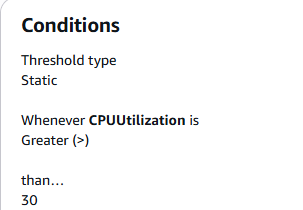 Conditions
Threshold type
Static
Whenever CPUUtilization is
Greater (>)
than…
30